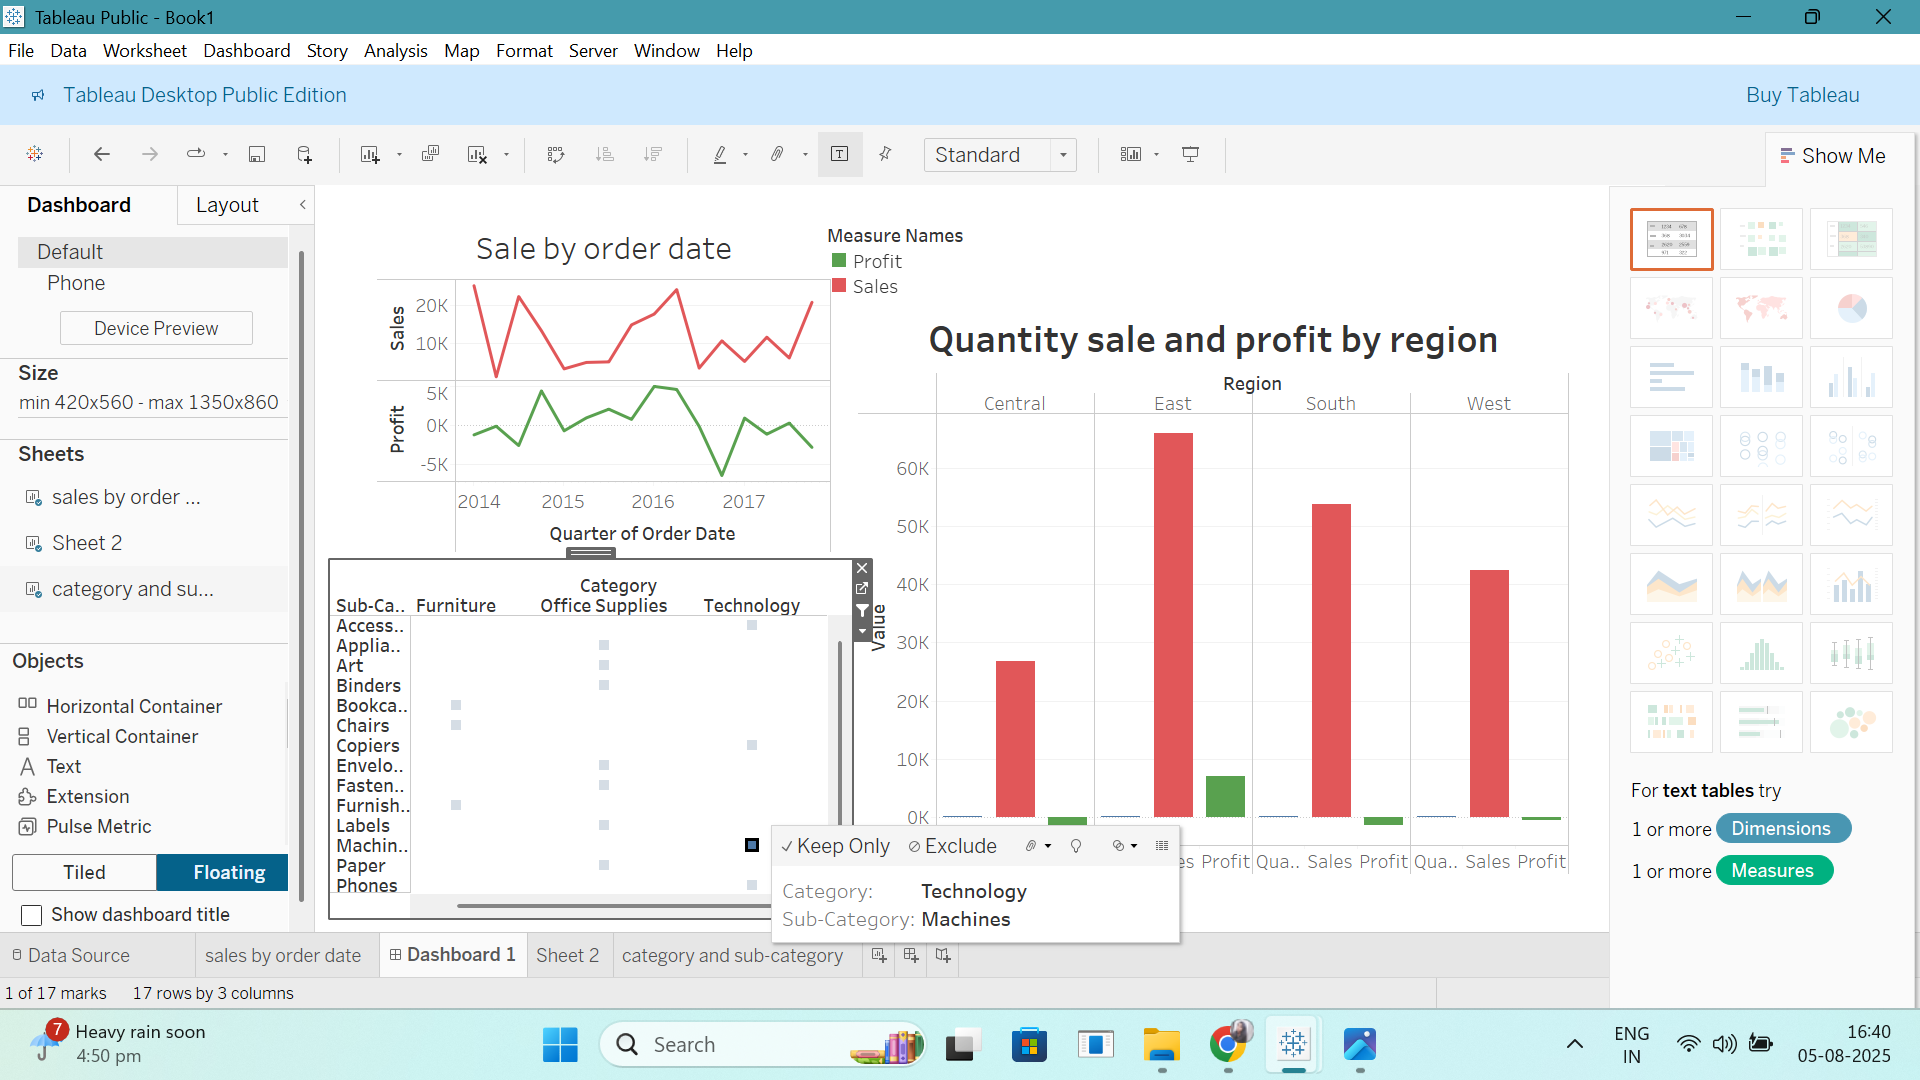 Tableau Public - Book1
File Data Worksheet Dashboard Story Analysis Map Format Server Window Help
Tableau Desktop Public Edition
Buy Tableau
Standard
Show Me
Dashboard
Layout
Default
Phone
Device Preview
Size
min 420x560 - max 1350x860
Sheets
sales by order ...
Sheet 2
category and su...
Objects
Horizontal Container
Vertical Container
Text
Extension
Pulse Metric
Tiled
Floating
Show dashboard title
Sale by order date
Sales
20K
10K
Profit
5K
0K
-5K
2014 2015 2016 2017
Quarter of Order Date
Measure Names
Profit
Sales
Quantity sale and profit by region
Region
Central East South West
Value
60K
50K
40K
30K
20K
10K
0K
es Profit Qua.. Sales Profit Qua.. Sales Profit
Category
Sub-Ca.. Furniture Office Supplies Technology
Access..
Applia..
Art
Binders
Bookca..
Chairs
Copiers
Envelo..
Fasten..
Furnish..
Labels
Machin..
Paper
Phones
Keep Only Exclude
Category: Technology
Sub-Category: Machines
For text tables try
1 or more Dimensions
1 or more Measures
Data Source
sales by order date
Dashboard 1
Sheet 2
category and sub-category
1 of 17 marks 17 rows by 3 columns
7
Heavy rain soon
4:50 pm
Search
ENG
IN
16:40
05-08-2025